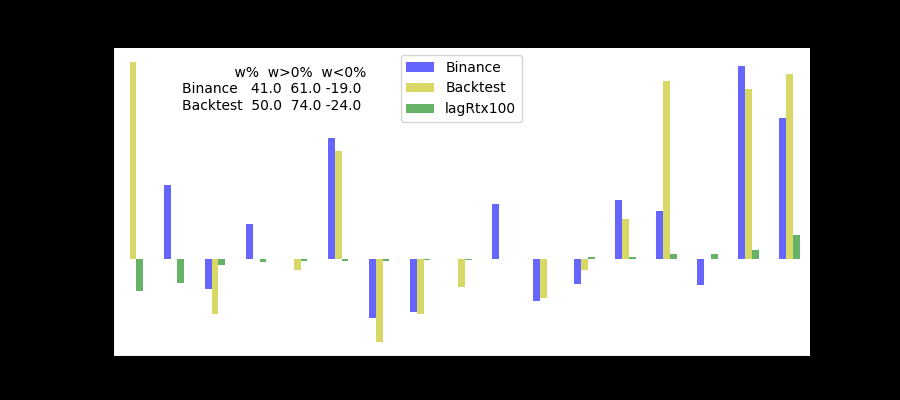 w% w>0% w<0%
Binance 41.0 61.0 -19.0
Backtest 50.0 74.0 -24.0
Binance
Backtest
lagRtx100